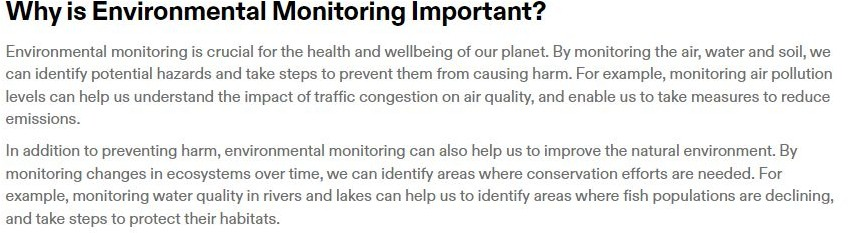 Why is Environmental Monitoring Important?
Environmental monitoring is crucial for the health and wellbeing of our planet. By monitoring the air, water and soil, we
can identify potential hazards and take steps to prevent them from causing harm. For example, monitoring air pollution
levels can help us understand the impact of traffic congestion on air quality, and enable us to take measures to reduce
emissions.
In addition to preventing harm, environmental monitoring can also help us to improve the natural environment. By
monitoring changes in ecosystems over time, we can identify areas where conservation efforts are needed. For
example, monitoring water quality in rivers and lakes can help us to identify areas where fish populations are declining,
and take steps to protect their habitats.